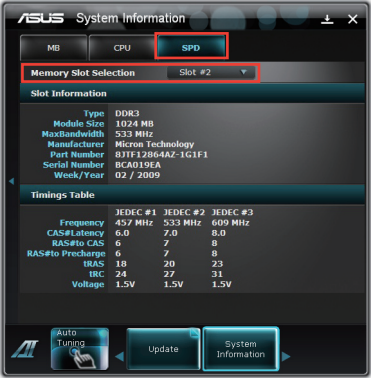 ASUS System Information
MB CPU SPD
Memory Slot Selection Slot #2
Slot Information
Type DDR3
Module Size 1024 MB
MaxBandwidth 533 MHz
Manufacturer Micron Technology
Part Number 8JTF12864AZ-1G1F1
Serial Number BCA019EA
Week/Year 02 / 2009
Timings Table
JEDEC #1 JEDEC #2 JEDEC #3
Frequency 457 MHz 533 MHz 609 MHz
CAS#Latency 6.0 7.0 8.0
RAS#to CAS 6 7 8
RAS#to Precharge 6 7 8
tRAS 18 20 23
tRC 24 27 31
Voltage 1.5V 1.5V 1.5V
Auto
Tuning
Update
System
Information